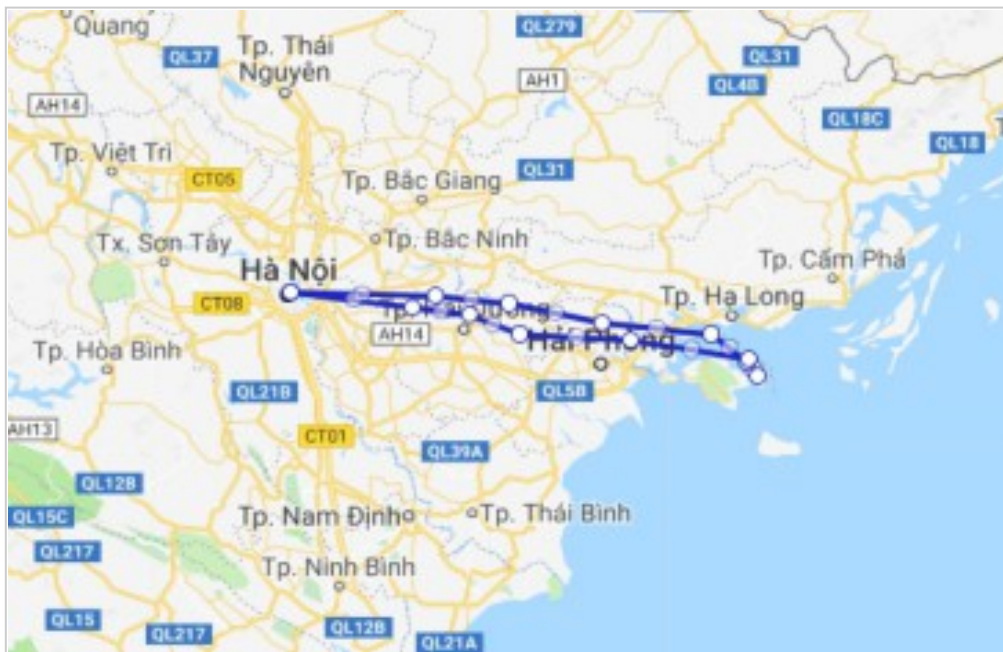 Quang
QL37
Tp. Thái
Nguyên
QL279
QL31
AH1
QL4B
AH14
QL18C
QL18
Tp. Việt Trì
CT05
QL31
Tp. Bắc Giang
Tx. Sơn Tây
Tp. Bắc Ninh
Hà Nội
Tp. Cẩm Phả
CT08
Tp. Hạ Long
AH14
Hải Phòng
Tp. Hòa Bình
QL21B
QL5B
AH13
CT01
QL39A
QL12B
QL15C
Tp. Nam Định
Tp. Thái Bình
QL217
Tp. Ninh Bình
QL15
QL217
QL12B
QL21A